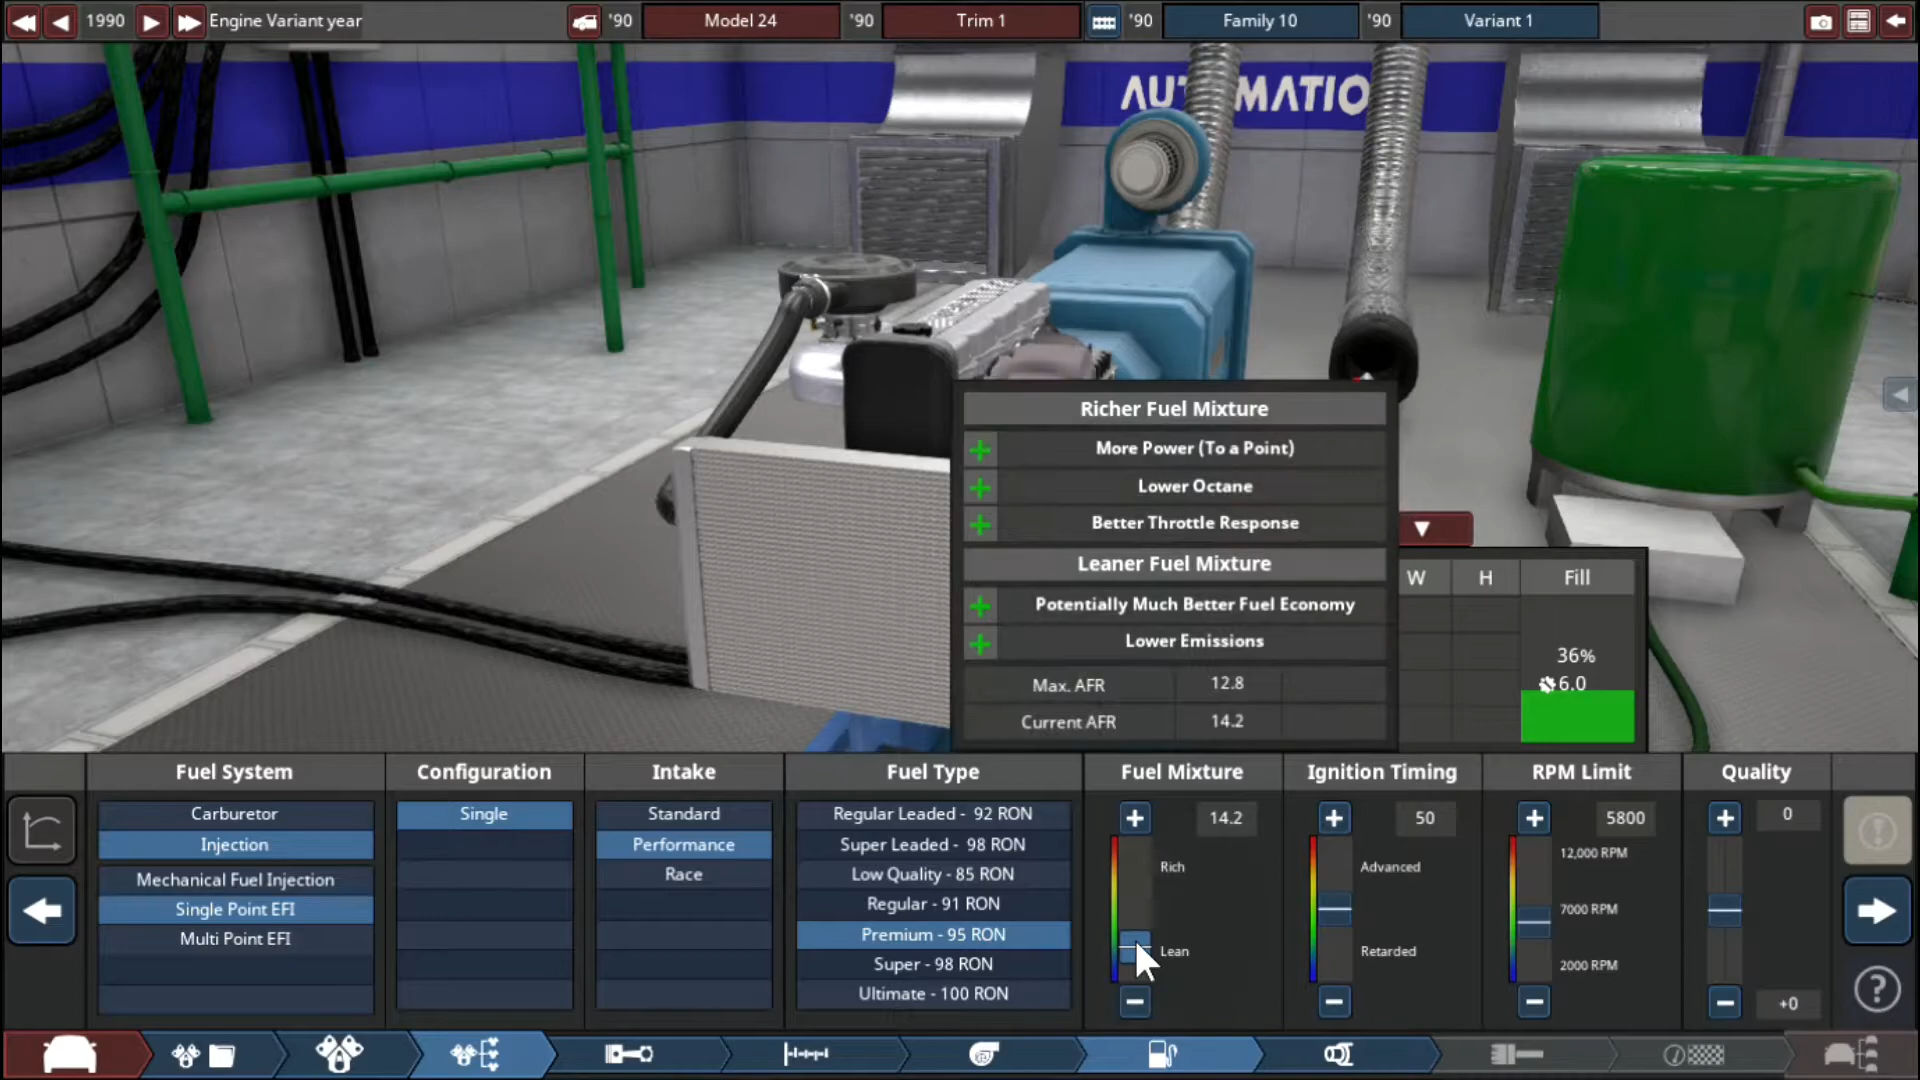 1990 Engine Variant year '90 Model 24 '90 Trim 1 '90 Family 10 '90 Variant 1
AUTOMATIO
Richer Fuel Mixture
More Power (To a Point)
Lower Octane
Better Throttle Response
Leaner Fuel Mixture
Potentially Much Better Fuel Economy
Lower Emissions
Max. AFR 12.8
Current AFR 14.2
W H Fill
36%
6.0
Fuel System
Carburetor
Injection
Mechanical Fuel Injection
Single Point EFI
Multi Point EFI
Configuration
Single
Intake
Standard
Performance
Race
Fuel Type
Regular Leaded - 92 RON
Super Leaded - 98 RON
Low Quality - 85 RON
Regular - 91 RON
Premium - 95 RON
Super - 98 RON
Ultimate - 100 RON
Fuel Mixture
+ 14.2
Rich
Lean
Ignition Timing
+ 50
Advanced
Retarded
RPM Limit
+ 5800
12,000 RPM
7000 RPM
2000 RPM
Quality
+ 0
+0
?